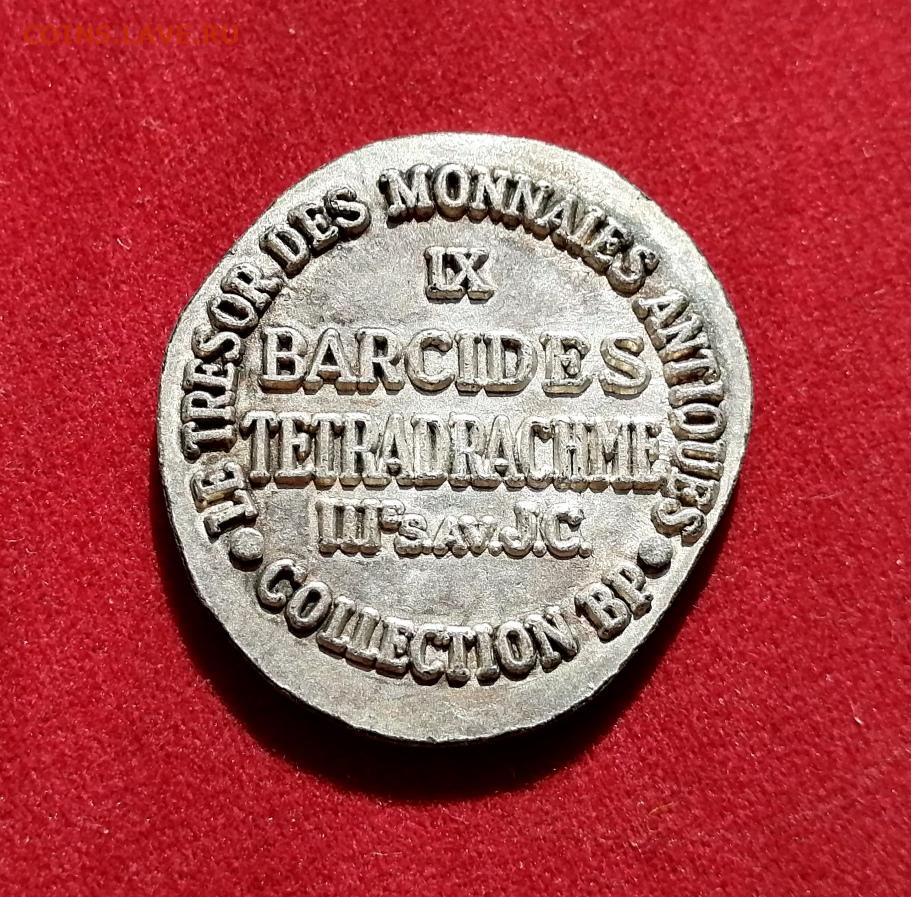 COINS.LAVE.RU
LE TRESOR DES MONNAIES ANTIQUES
IX
BARCIDES
TETRADRACHME
IIIe S.AV.J.C.
• COLLECTION BP •